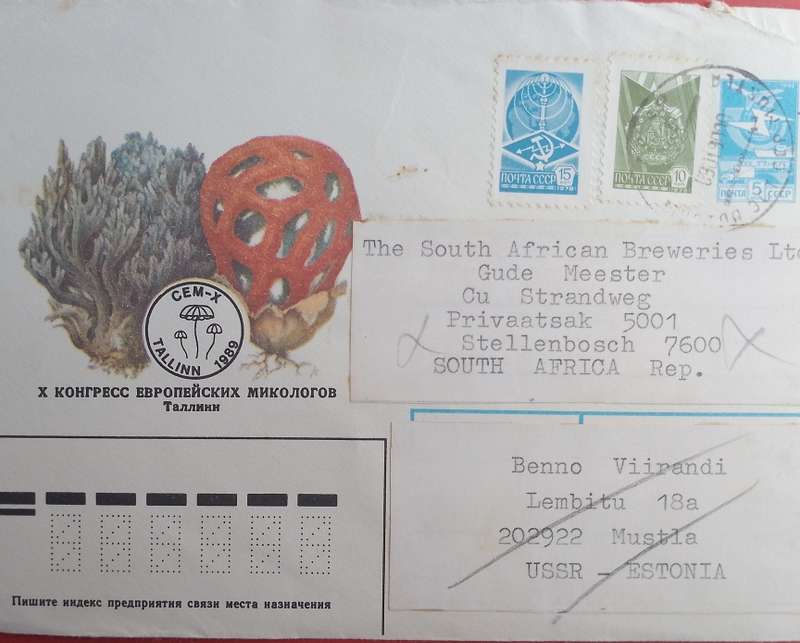 15
ПОЧТА СССР
1978
10
ПОЧТА СССР
ПОЧТА 5
СССР
The South African Breweries Ltd
Gude Meester
Cu Strandweg
Privaatsak 5001
Stellenbosch 7600
SOUTH AFRICA Rep.
CEM-X
TALLINN 1989
X КОНГРЕСС ЕВРОПЕЙСКИХ МИКОЛОГОВ
Таллинн
Benno Viirandi
Lembitu 18a
202922 Mustla
USSR - ESTONIA
Пишите индекс предприятия связи места назначения